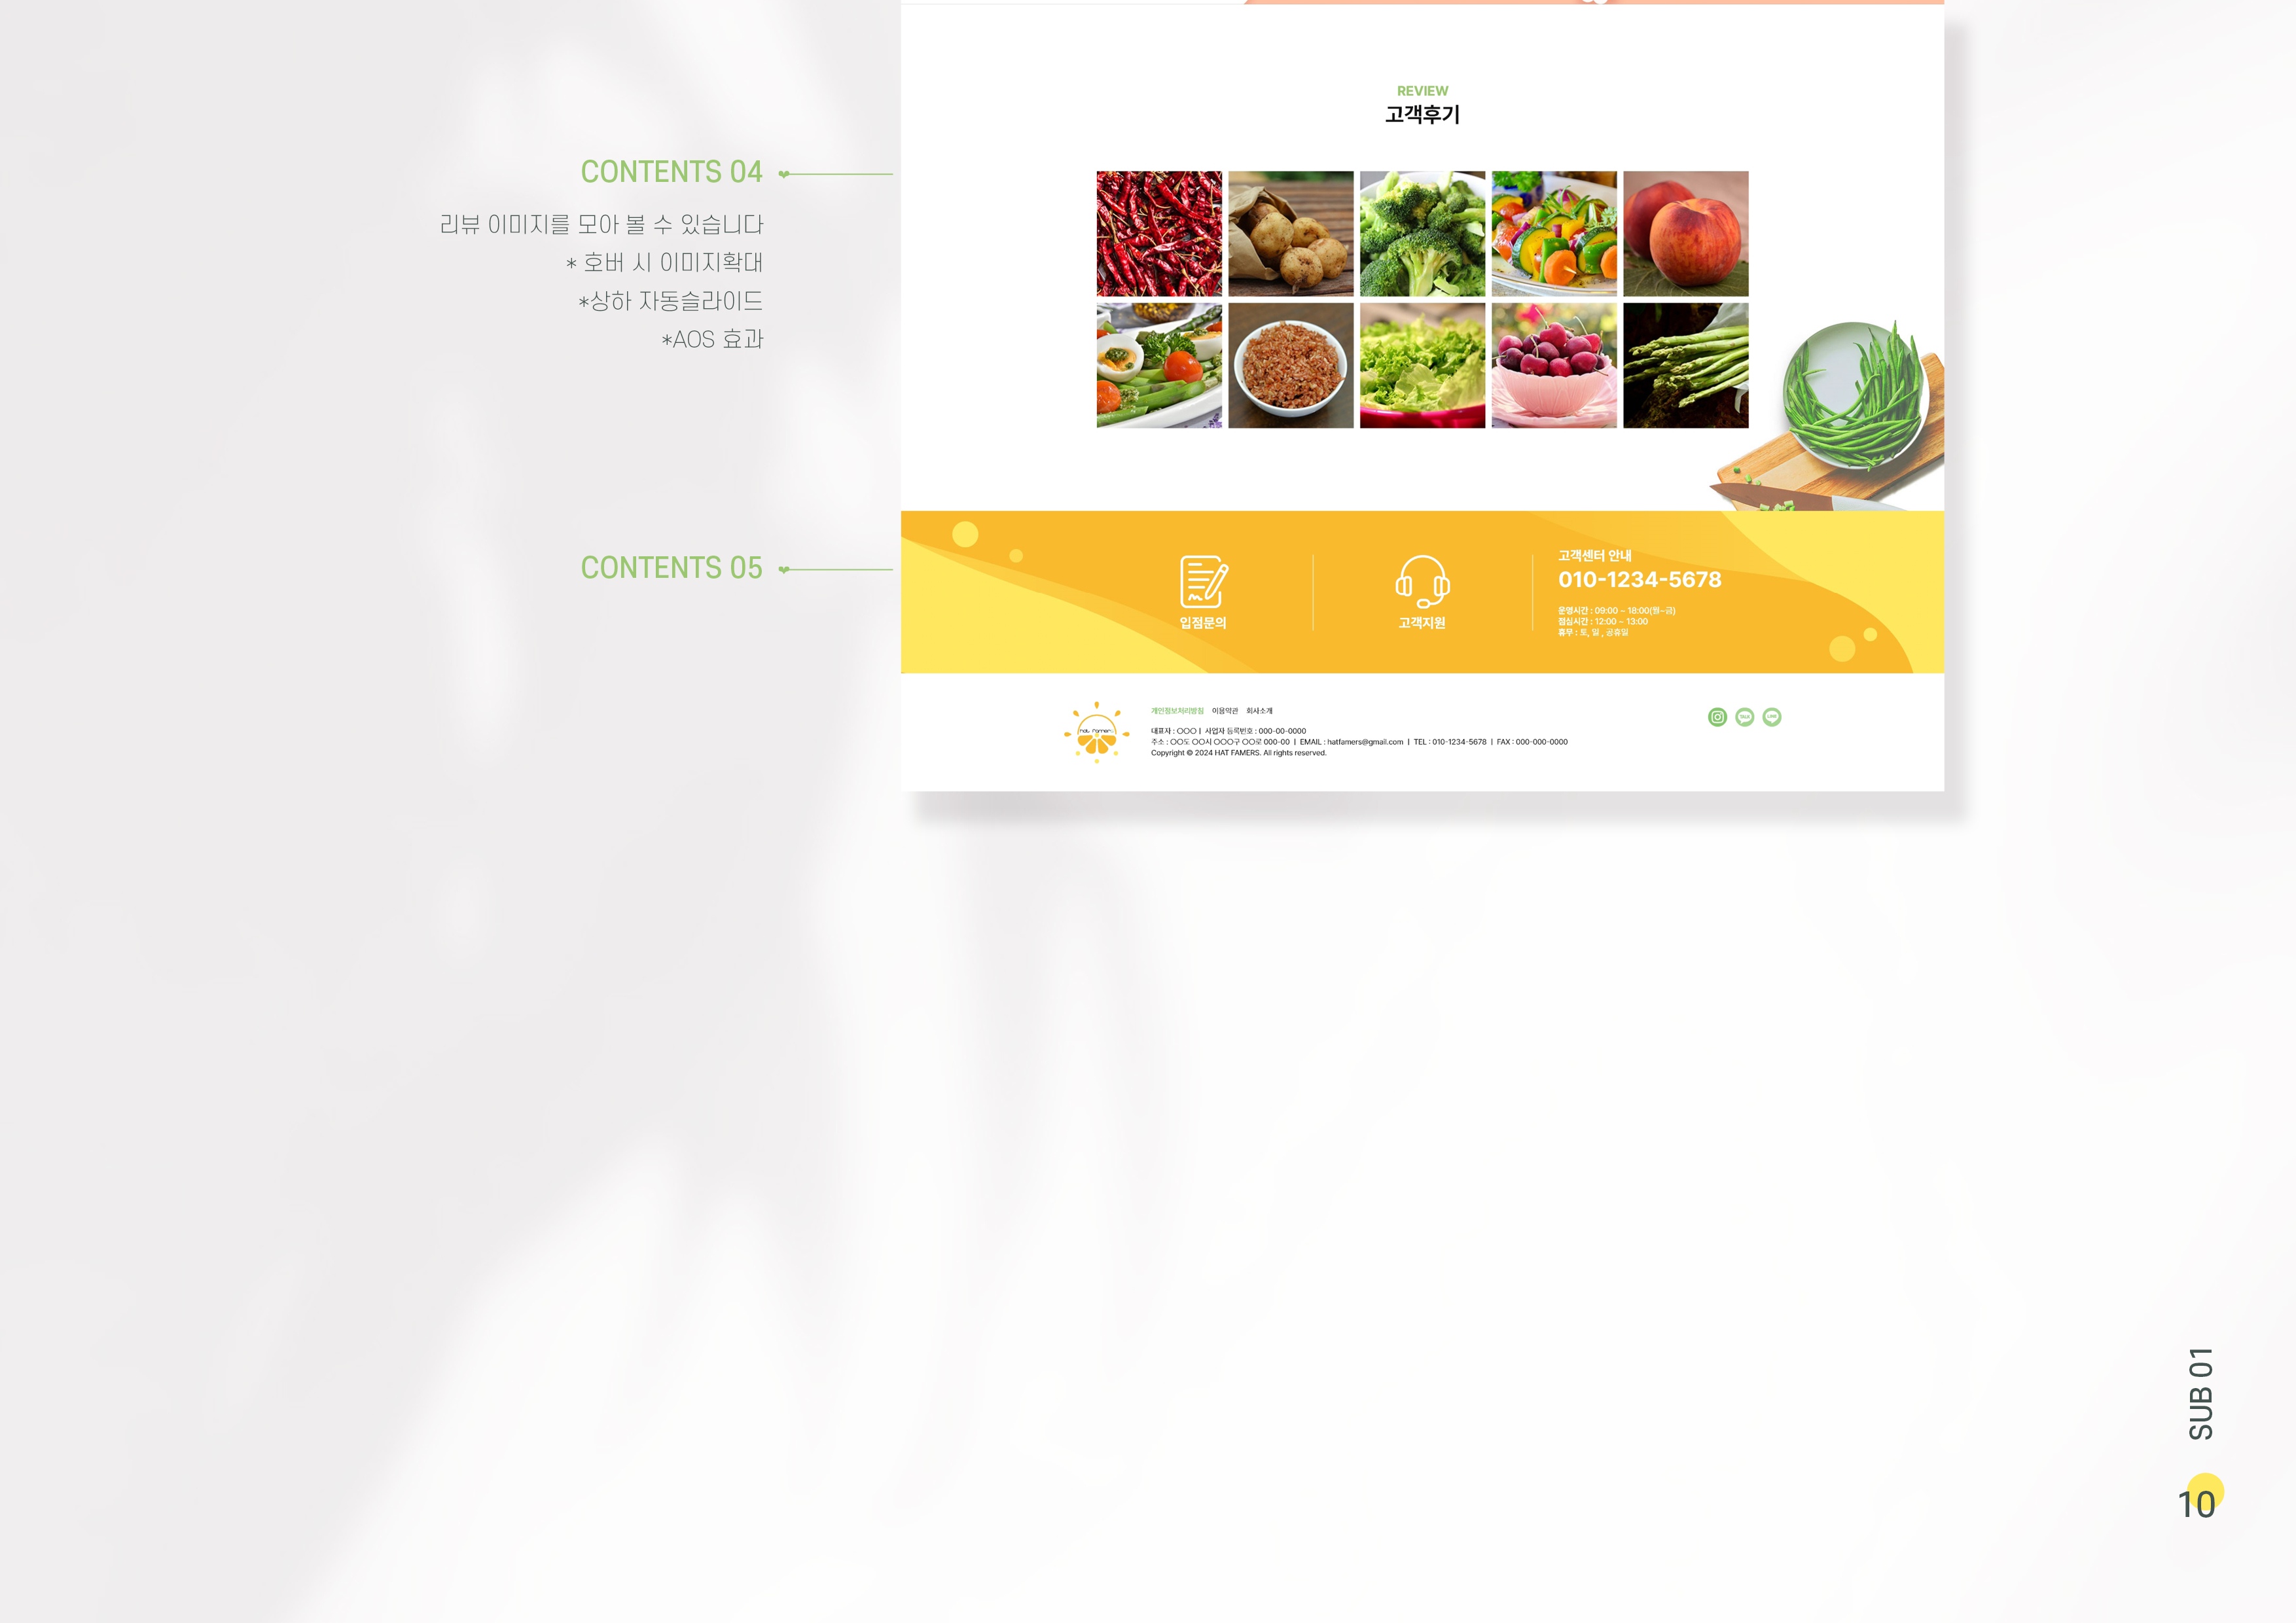 CONTENTS 04
리뷰 이미지를 모아 볼 수 있습니다
* 호버 시 이미지확대
*상하 자동슬라이드
*AOS 효과
REVIEW
고객후기
CONTENTS 05
입점문의
고객지원
고객센터 안내
010-1234-5678
운영시간 : 09:00 ~ 18:00(월~금)
점심시간 : 12:00 ~ 13:00
휴무 : 토, 일 , 공휴일
hat famer
개인정보처리방침 이용약관 회사소개
대표자 : OOO | 사업자 등록번호 : 000-00-0000
주소 : OO도 OO시 OOO구 OO로 000-00 | EMAIL : hatfamers@gmail.com | TEL : 010-1234-5678 | FAX : 000-000-0000
Copyright © 2024 HAT FAMERS. All rights reserved.
TALK
LINE
SUB 01
10